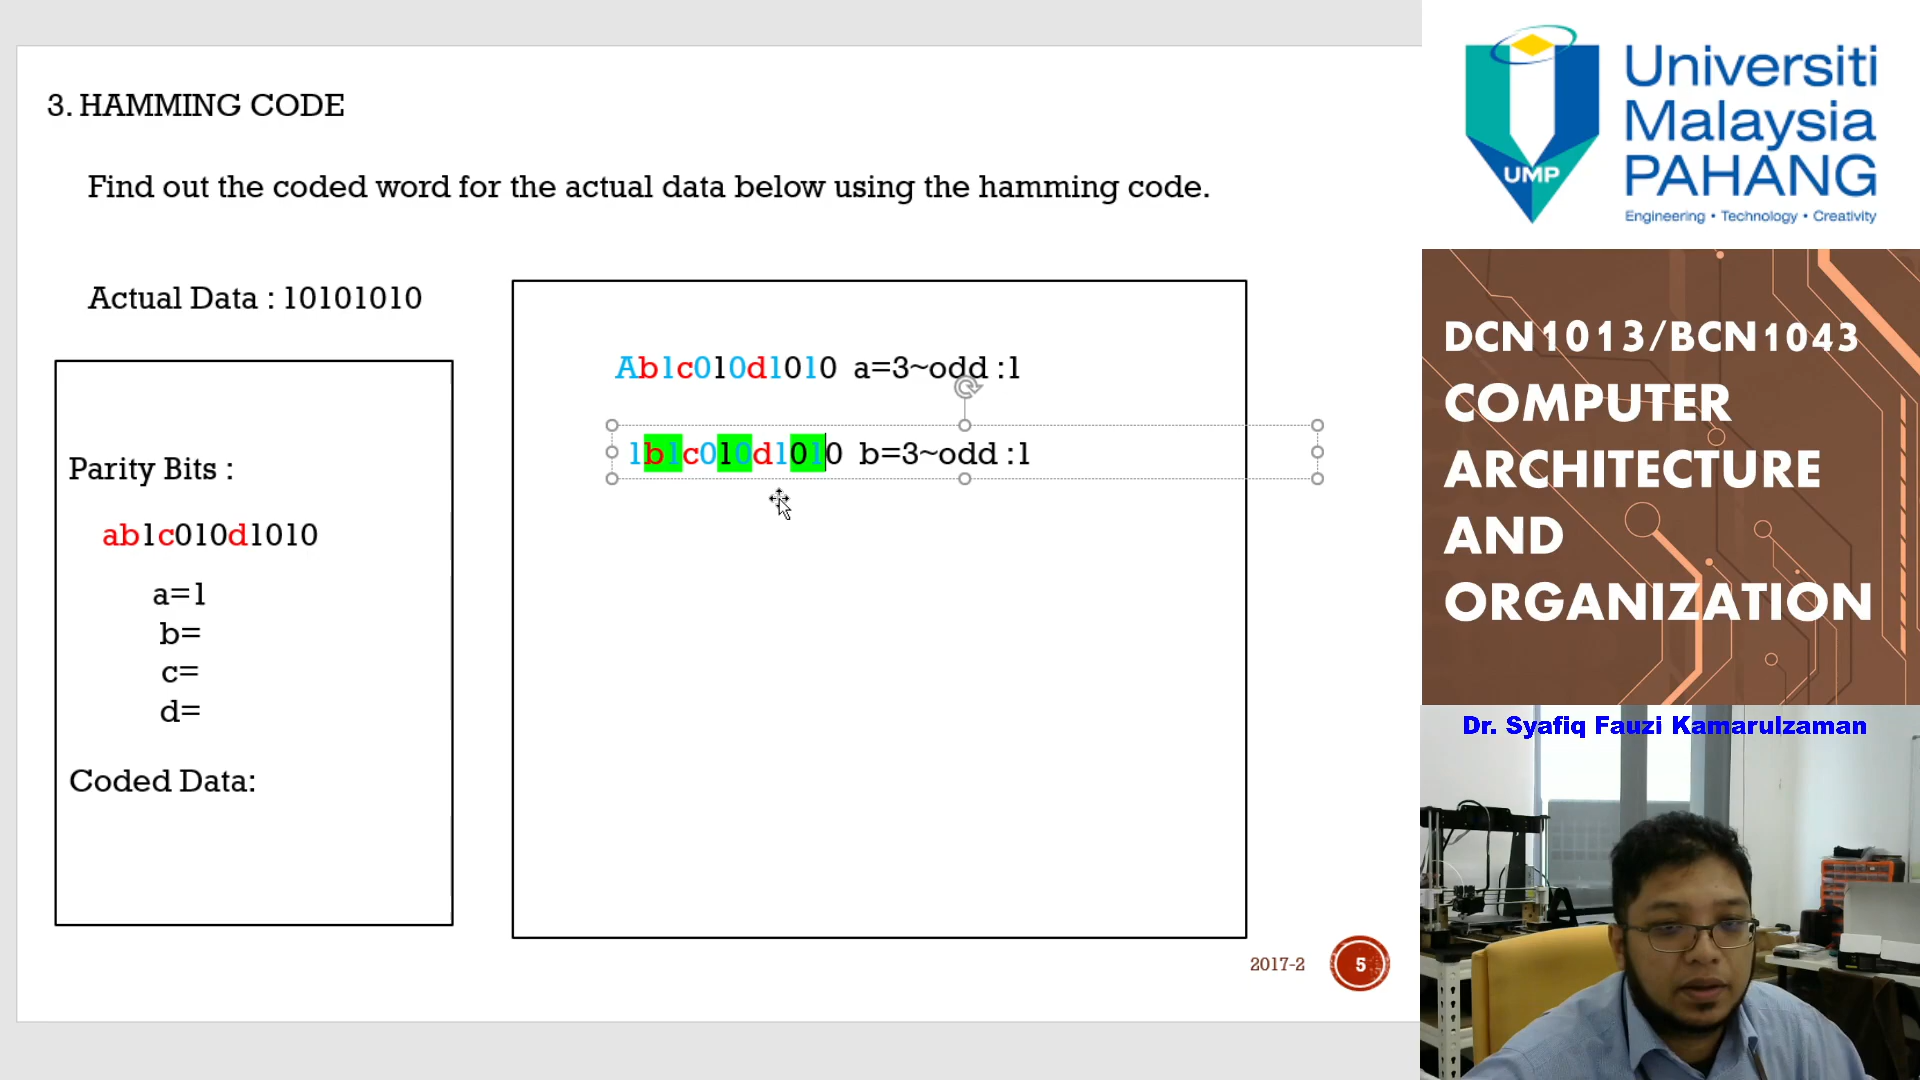 3. HAMMING CODE
Find out the coded word for the actual data below using the hamming code.
Actual Data : 10101010
Parity Bits :
ab1c010d1010
a=1
b=
c=
d=
Coded Data:
Ab1c010d1010 a=3~odd :1
1b1c010d1010 b=3~odd :1
2017-2
5
Universiti
Malaysia
PAHANG
Engineering • Technology • Creativity
UMP
DCN1013/BCN1043
COMPUTER
ARCHITECTURE
AND
ORGANIZATION
Dr. Syafiq Fauzi Kamarulzaman